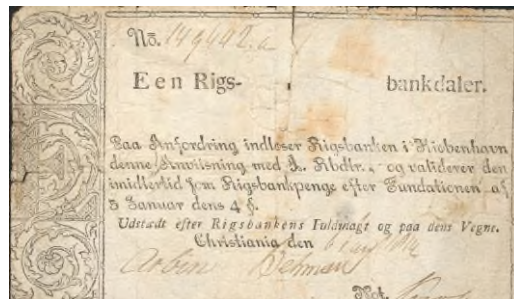 No. 149442.a
Een Rigs- bankdaler.
Paa Anfordring indløser Rigsbanken i Kiøbenhavn
denne Anviisning med 1. Rbdlr., og validerer den
imidlertid som Rigsbankpenge efter Fundationen af
5 Januar dens 4 §.
Udstædt efter Rigsbankens Fuldmagt og paa dens Vegne.
Christiania den
Not.